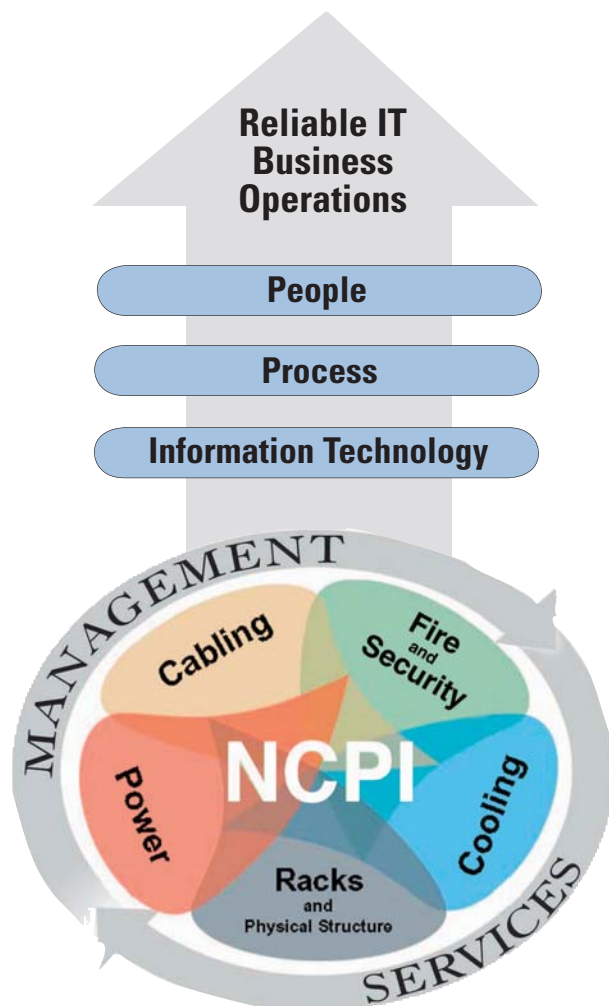 Reliable IT
Business
Operations
People
Process
Information Technology
MANAGEMENT
Cabling
Fire
and
Security
NCPI
Power
Cooling
Racks
and
Physical Structure
SERVICES